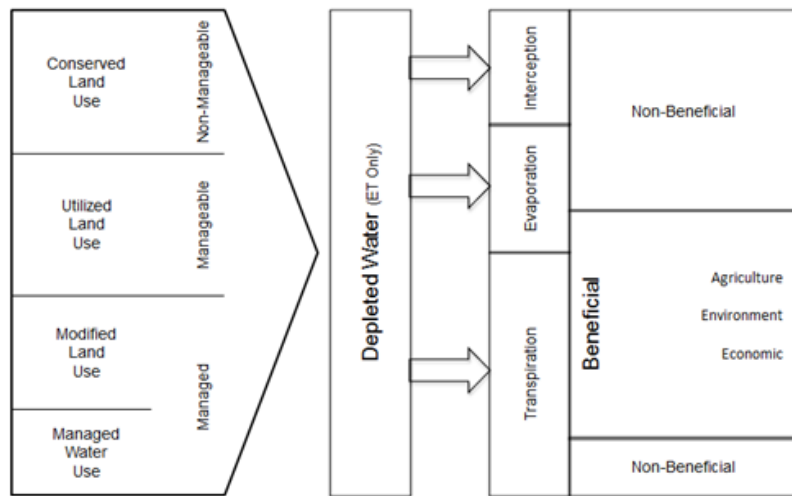 Conserved
Land
Use
Non-Manageable
Utilized
Land
Use
Manageable
Modified
Land
Use
Managed
Managed
Water
Use
Depleted Water (ET Only)
Interception
Evaporation
Transpiration
Non-Beneficial
Beneficial
Agriculture
Environment
Economic
Non-Beneficial